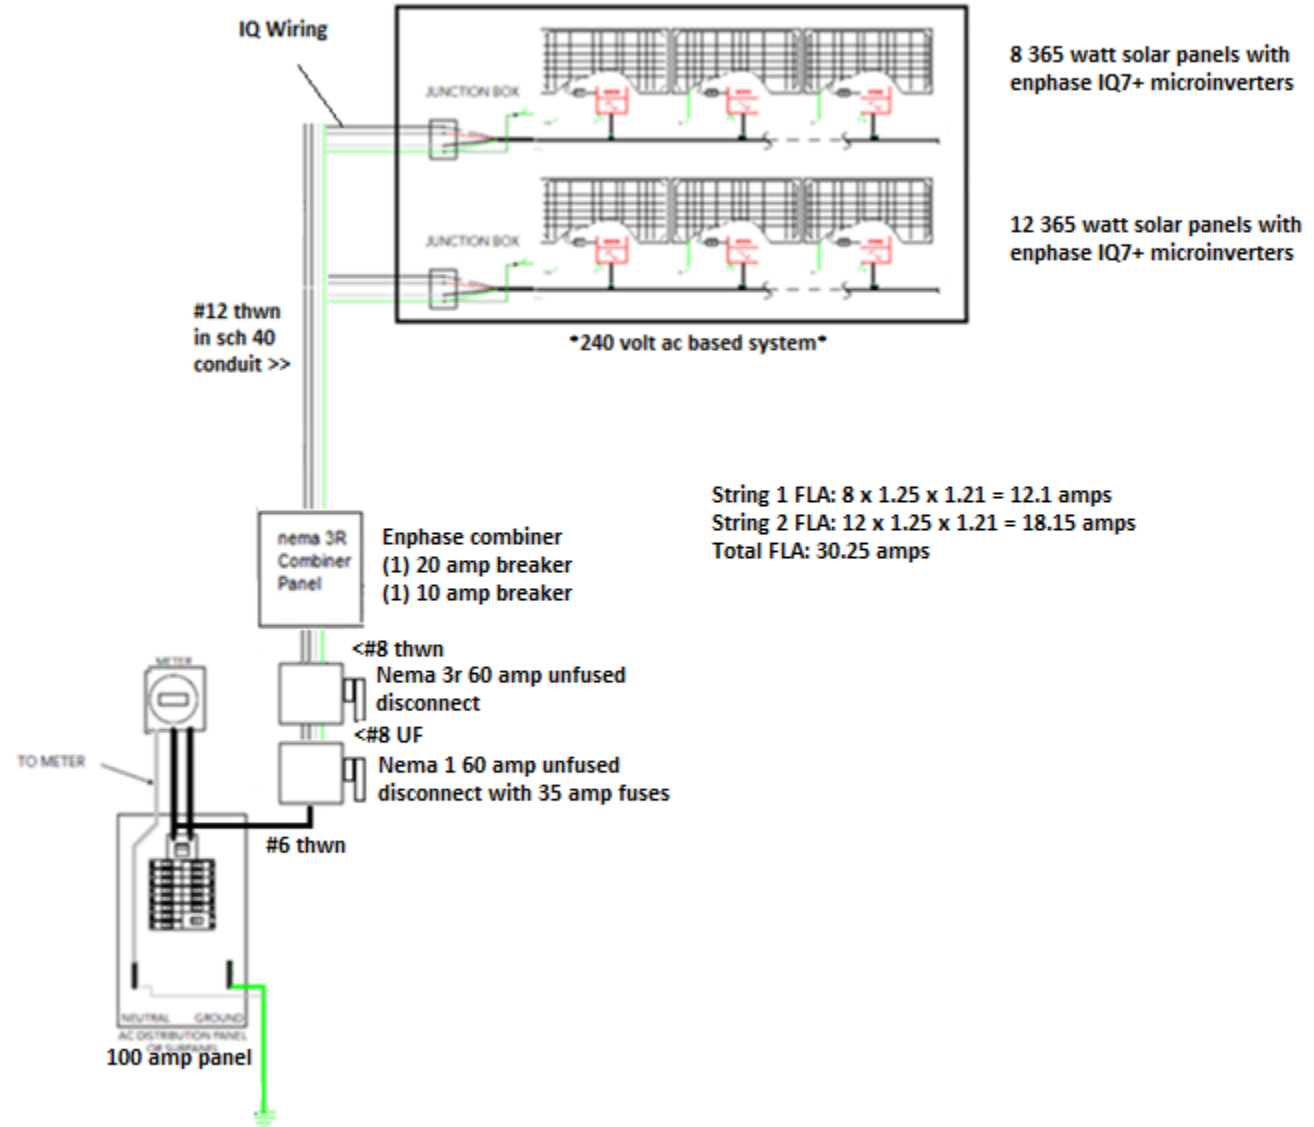 IQ Wiring
8 365 watt solar panels with
enphase IQ7+ microinverters
JUNCTION BOX
12 365 watt solar panels with
enphase IQ7+ microinverters
JUNCTION BOX
#12 thwn
in sch 40
conduit >>
*240 volt ac based system*
String 1 FLA: 8 x 1.25 x 1.21 = 12.1 amps
String 2 FLA: 12 x 1.25 x 1.21 = 18.15 amps
Total FLA: 30.25 amps
nema 3R
Combiner
Panel
Enphase combiner
(1) 20 amp breaker
(1) 10 amp breaker
<#8 thwn
Nema 3r 60 amp unfused
disconnect
METER
<#8 UF
TO METER
Nema 1 60 amp unfused
disconnect with 35 amp fuses
#6 thwn
NEUTRAL GROUND
AC DISTRIBUTION PANEL
OR SUBPANEL
100 amp panel